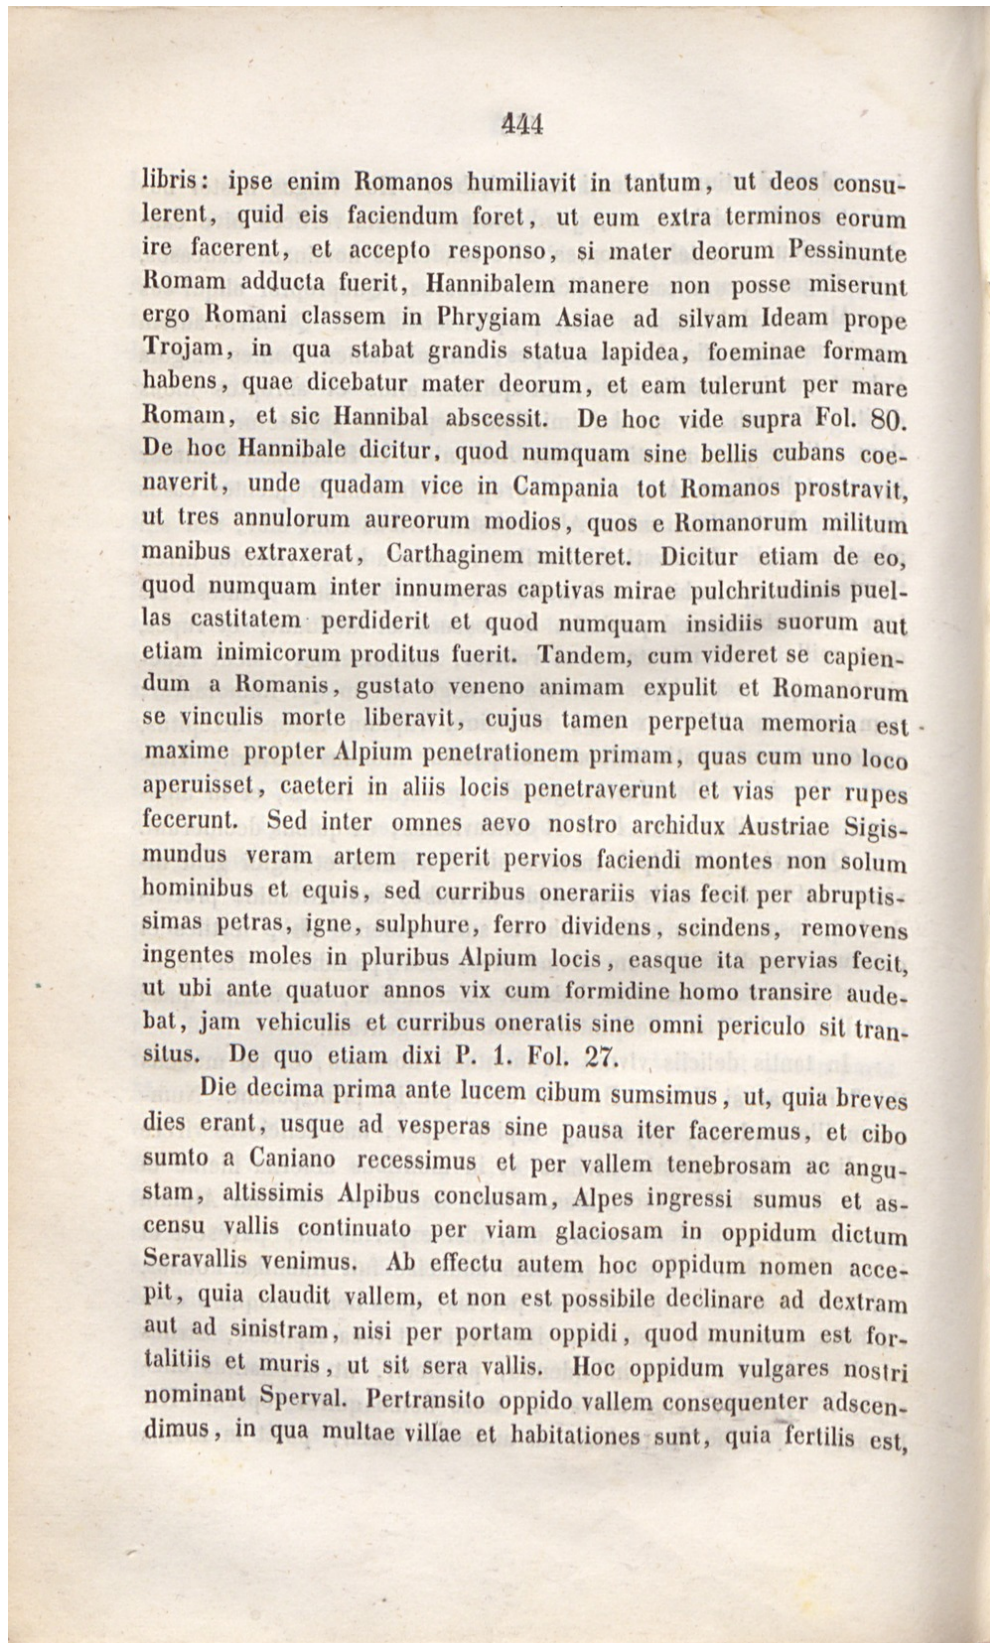 444
libris: ipse enim Romanos humiliavit in tantum, ut deos consu-
lerent, quid eis faciendum foret, ut eum extra terminos eorum
ire facerent, et accepto responso, si mater deorum Pessinunte
Romam adducta fuerit, Hannibalem manere non posse miserunt
ergo Romani classem in Phrygiam Asiae ad silvam Ideam prope
Trojam, in qua stabat grandis statua lapidea, foeminae formam
habens, quae dicebatur mater deorum, et eam tulerunt per mare
Romam, et sic Hannibal abscessit. De hoc vide supra Fol. 80.
De hoc Hannibale dicitur, quod numquam sine bellis cubans coe-
naverit, unde quadam vice in Campania tot Romanos prostravit,
ut tres annulorum aureorum modios, quos e Romanorum militum
manibus extraxerat, Carthaginem mitteret. Dicitur etiam de eo,
quod numquam inter innumeras captivas mirae pulchritudinis puel-
las castitatem perdiderit et quod numquam insidiis suorum aut
etiam inimicorum proditus fuerit. Tandem, cum videret se capien-
dum a Romanis, gustato veneno animam expulit et Romanorum
se vinculis morte liberavit, cujus tamen perpetua memoria est
maxime propter Alpium penetrationem primam, quas cum uno loco
aperuisset, caeteri in aliis locis penetraverunt et vias per rupes
fecerunt. Sed inter omnes aevo nostro archidux Austriae Sigis-
mundus veram artem reperit pervios faciendi montes non solum
hominibus et equis, sed curribus onerariis vias fecit per abruptis-
simas petras, igne, sulphure, ferro dividens, scindens, removens
ingentes moles in pluribus Alpium locis, easque ita pervias fecit,
ut ubi ante quatuor annos vix cum formidine homo transire aude-
bat, jam vehiculis et curribus oneratis sine omni periculo sit tran-
situs. De quo etiam dixi P. 1. Fol. 27.
Die decima prima ante lucem cibum sumsimus, ut, quia breves
dies erant, usque ad vesperas sine pausa iter faceremus, et cibo
sumto a Caniano recessimus et per vallem tenebrosam ac angu-
stam, altissimis Alpibus conclusam, Alpes ingressi sumus et as-
censu vallis continuato per viam glaciosam in oppidum dictum
Seravallis venimus. Ab effectu autem hoc oppidum nomen acce-
pit, quia claudit vallem, et non est possibile declinare ad dextram
aut ad sinistram, nisi per portam oppidi, quod munitum est for-
talitiis et muris, ut sit sera vallis. Hoc oppidum vulgares nostri
nominant Sperval. Pertransito oppido vallem consequenter adscen-
dimus, in qua multae villae et habitationes sunt, quia fertilis est,